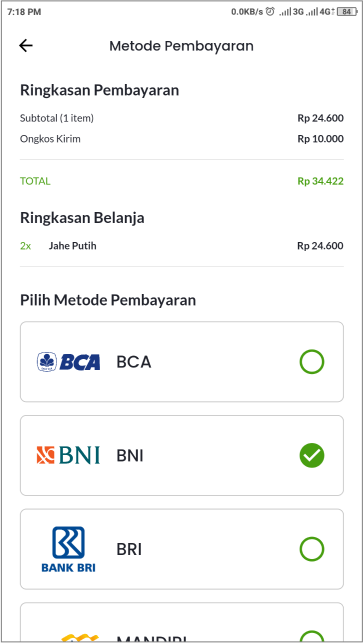 7:18 PM 0.0KB/s 3G 4G 84
Metode Pembayaran
Ringkasan Pembayaran
Subtotal (1 item) Rp 24.600
Ongkos Kirim Rp 10.000
TOTAL Rp 34.422
Ringkasan Belanja
2x Jahe Putih Rp 24.600
Pilih Metode Pembayaran
BCA BCA
BNI BNI
BRI
BANK BRI
MANDIRI